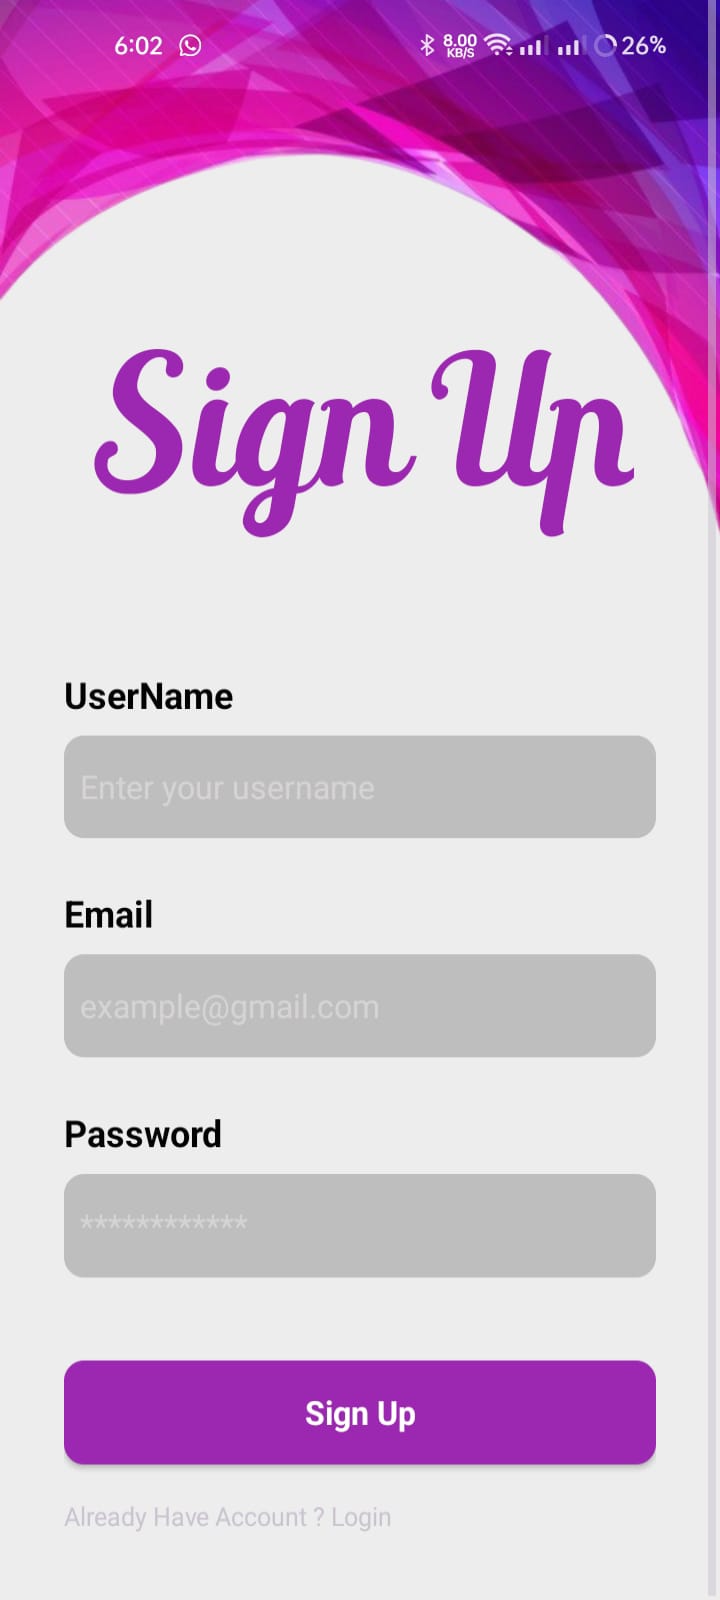 6:02 8.00 KB/S 26%
Sign Up
UserName
Enter your username
Email
example@gmail.com
Password
************
Sign Up
Already Have Account ? Login